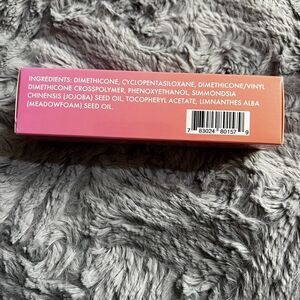 INGREDIENTS: DIMETHICONE, CYCLOPENTASILOXANE, DIMETHICONE/VINYL
DIMETHICONE CROSSPOLYMER, PHENOXYETHANOL, SIMMONDSIA
CHINENSIS (JOJOBA) SEED OIL, TOCOPHERYL ACETATE, LIMNANTHES ALBA
(MEADOWFOAM) SEED OIL.
7 83024 80157 9